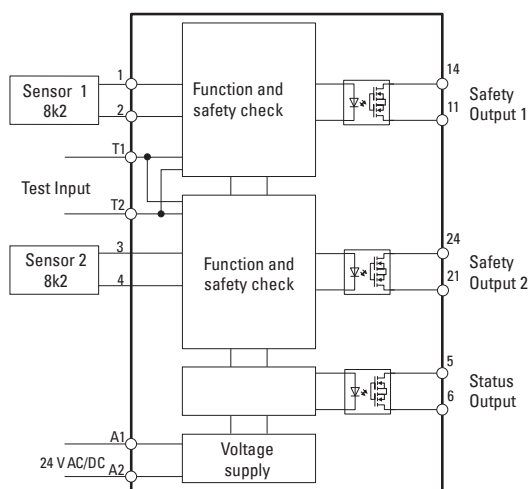 1
Sensor 1
8k2
2
Function and
safety check
14
Safety
11
Output 1
T1
Test Input
T2
3
Sensor 2
8k2
4
Function and
safety check
24
Safety
21
Output 2
5
Status
6
Output
A1
24 V AC/DC
A2
Voltage
supply